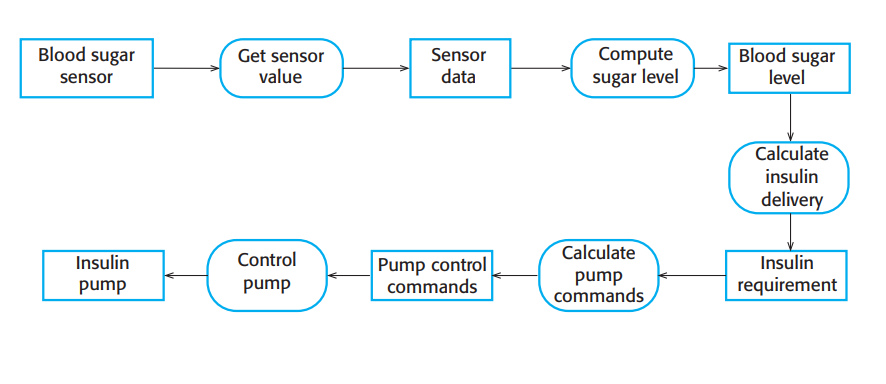 Blood sugar
sensor
Get sensor
value
Sensor
data
Compute
sugar level
Blood sugar
level
Calculate
insulin
delivery
Insulin
requirement
Calculate
pump
commands
Pump control
commands
Control
pump
Insulin
pump